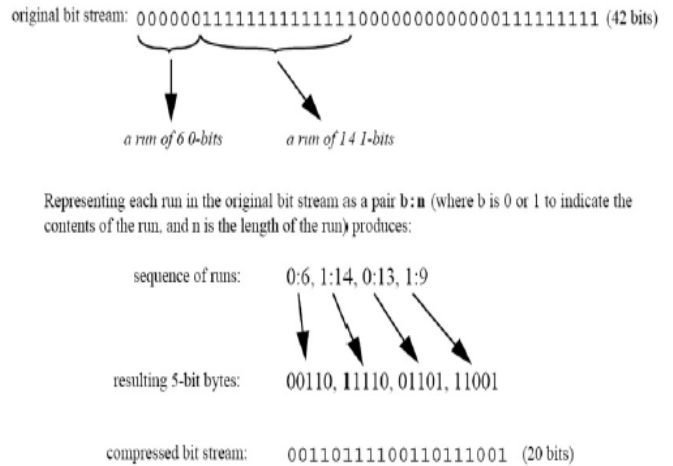 original bit stream: 000000111111111111110000000000000111111111 (42 bits)
a run of 6 0-bits a run of 14 1-bits
Representing each run in the original bit stream as a pair b:n (where b is 0 or 1 to indicate the
contents of the run, and n is the length of the run) produces:
sequence of runs: 0:6, 1:14, 0:13, 1:9
resulting 5-bit bytes: 00110, 11110, 01101, 11001
compressed bit stream: 00110111100110111001 (20 bits)